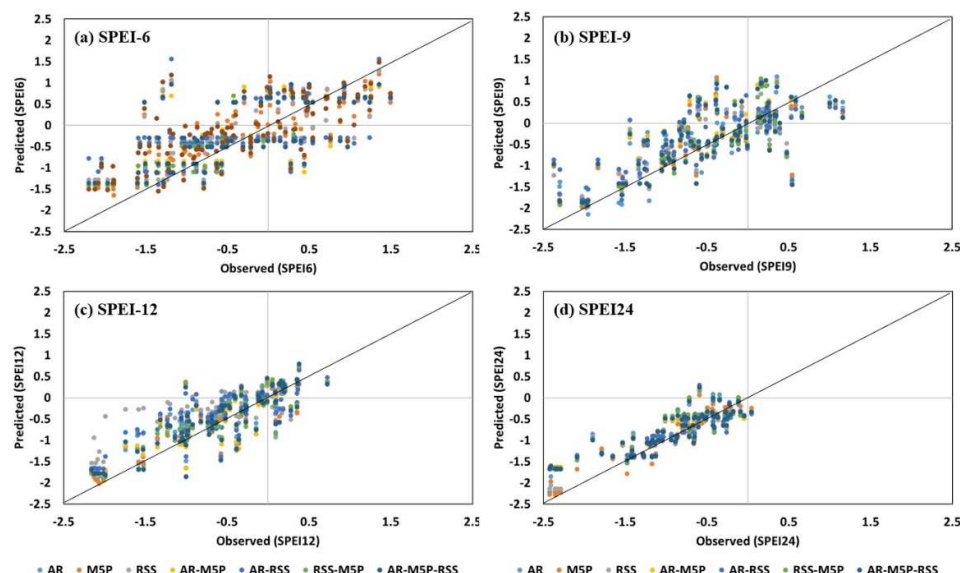 (a) SPEI-6
Predicted (SPEI6)
2.5
2
1.5
1
0.5
0
-0.5
-1
-1.5
-2
-2.5
-2.5 -1.5 -0.5 0.5 1.5 2.5
Observed (SPEI6)
(b) SPEI-9
Predicted (SPEI9)
2.5
2
1.5
1
0.5
0
-0.5
-1
-1.5
-2
-2.5
-2.5 -1.5 -0.5 0.5 1.5 2.5
Observed (SPEI9)
(c) SPEI-12
Predicted (SPEI12)
2.5
2
1.5
1
0.5
0
-0.5
-1
-1.5
-2
-2.5
-2.5 -1.5 -0.5 0.5 1.5 2.5
Observed (SPEI12)
AR M5P RSS AR-M5P AR-RSS RSS-M5P AR-M5P-RSS
(d) SPEI24
Predicted (SPEI24)
2.5
2
1.5
1
0.5
0
-0.5
-1
-1.5
-2
-2.5
-2.5 -1.5 -0.5 0.5 1.5 2.5
Observed (SPEI24)
AR M5P RSS AR-M5P AR-RSS RSS-M5P AR-M5P-RSS